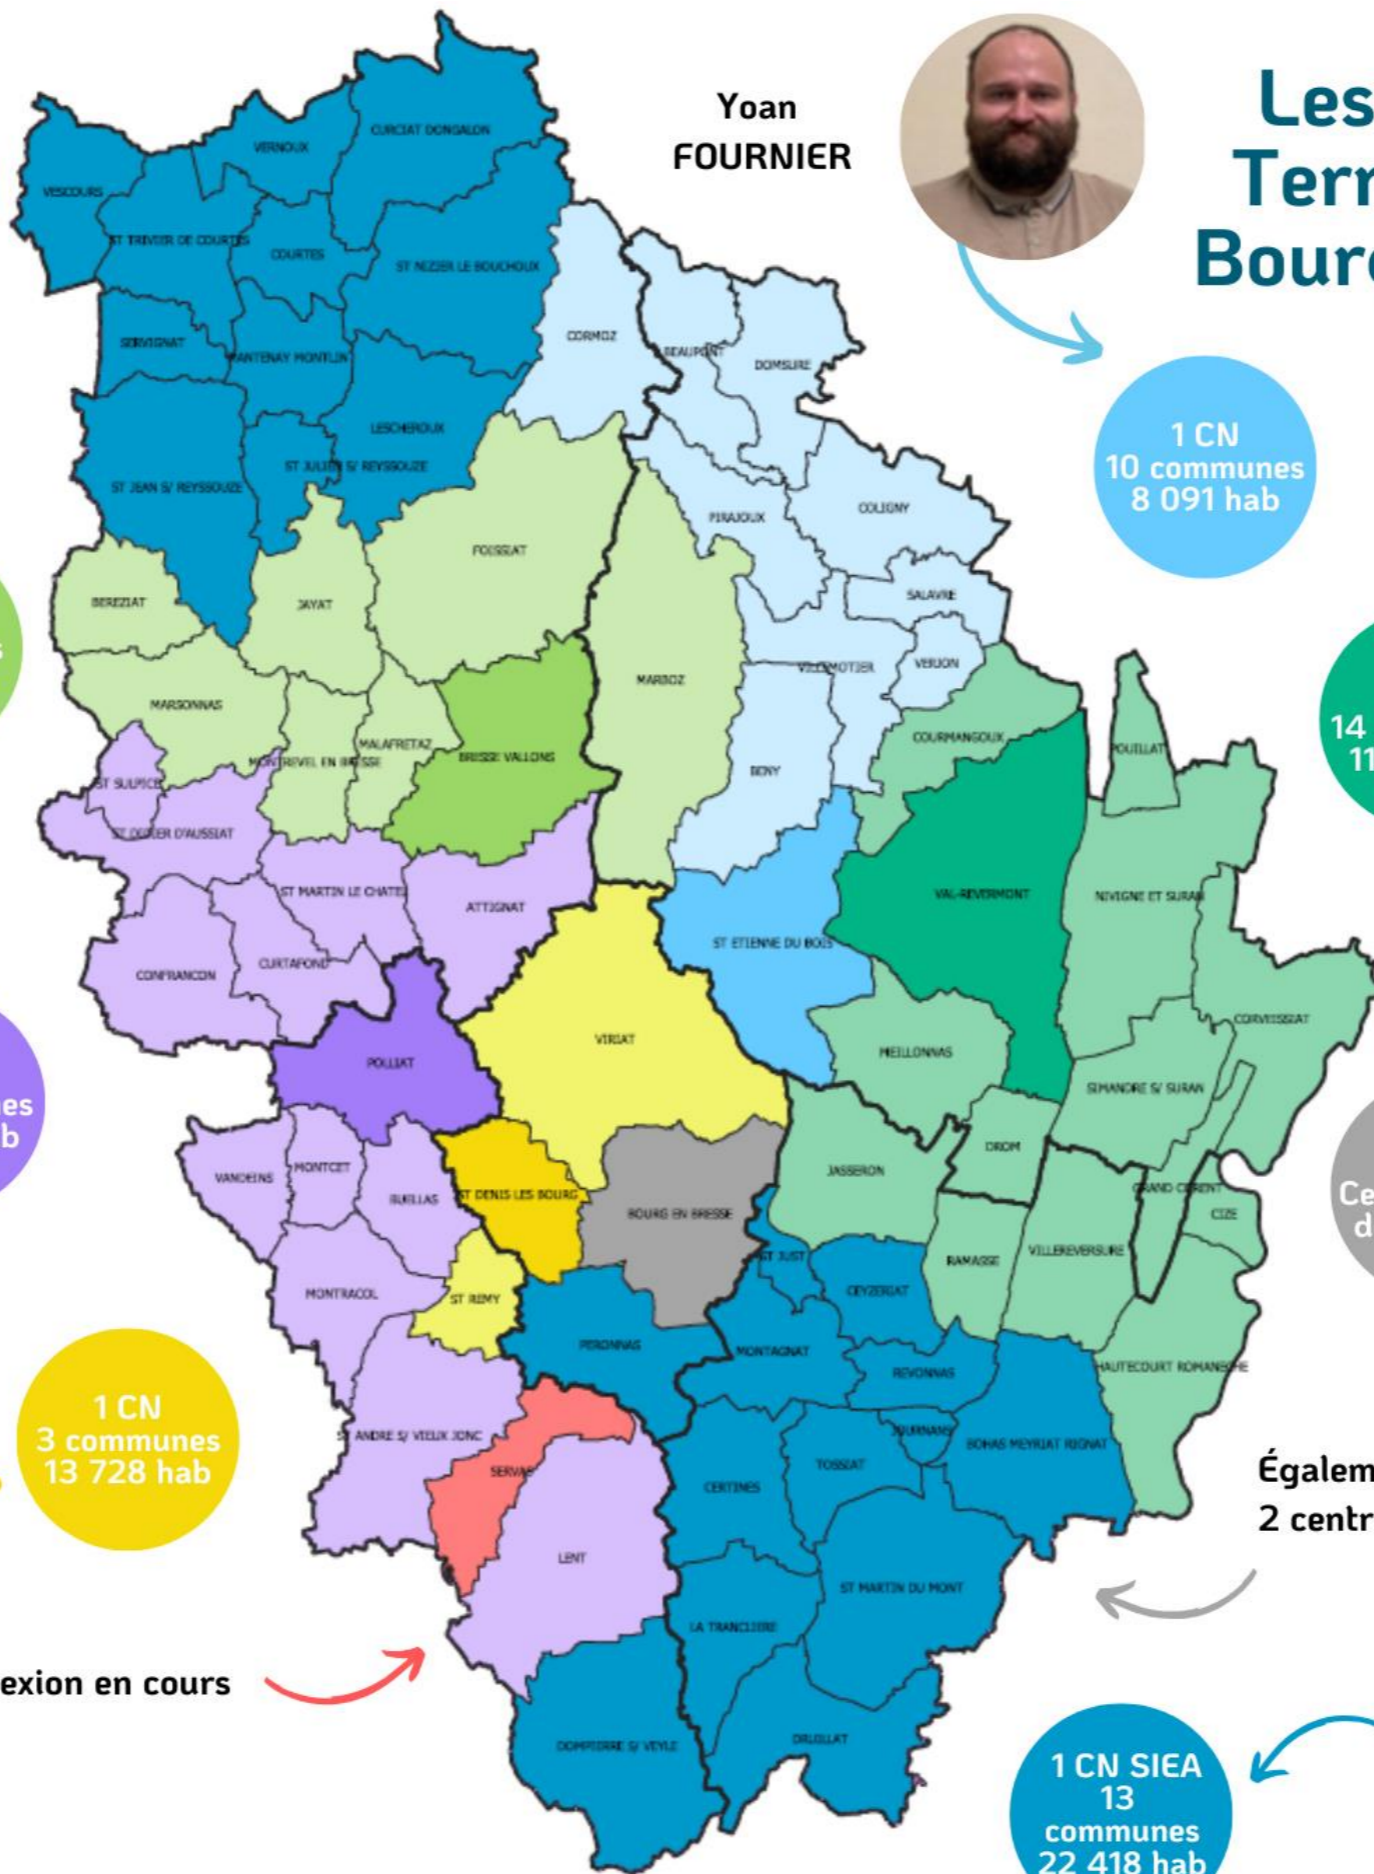 Yoan
FOURNIER
Les
Terr
Bour
CURCIAT DONGALON
VERNOUX
VESCOURS
ST TRIVIER DE COURTES
COURTES
ST NIZIER LE BOUCHOUX
CORMOZ
SERVIGNAT
MANTENAY MONTLIN
BEAUPONT
DOMSURE
LESCHEROUX
1 CN
10 communes
8 091 hab
ST JULIEN S/ REYSSOUZE
ST JEAN S/ REYSSOUZE
PIRAJOUX
COLIGNY
FOISSIAT
BEREZIAT
JAYAT
SALAVRE
VILLEMOTIER
VERJON
MARSONNAS
MARBOZ
MALAFRETAZ
COURMANGOUX
POUILLAT
14
11
MONTREVEL EN BRESSE
BRESSE VALLONS
BENY
ST SULPICE
ST DIDIER D'AUSSIAT
ST MARTIN LE CHATEL
ATTIGNAT
VAL-REVERMONT
NIVIGNE ET SURAN
ST ETIENNE DU BOIS
CONFRANCON
CURTAFOND
CORVEISSIAT
VIRIAT
MEILLONNAS
POLLIAT
SIMANDRE S/ SURAN
es
b
DROM
JASSERON
VANDEINS
MONTCET
BUELLAS
ST DENIS LES BOURG
BOURG EN BRESSE
GRAND CORENT
CIZE
Ce
d
ST JUST
RAMASSE
VILLEREVERSURE
MONTRACOL
ST REMY
CEYZERIAT
PERONNAS
MONTAGNAT
REVONNAS
HAUTECOURT ROMANECHE
1 CN
3 communes
13 728 hab
ST ANDRE S/ VIEUX JONC
JOURNANS
BOHAS MEYRIAT RIGNAT
SERVAS
CERTINES
TOSSIAT
Égalem
2 centr
LENT
ST MARTIN DU MONT
LA TRANCLIERE
exion en cours
DOMPIERRE S/ VEYLE
DRUILLAT
1 CN SIEA
13
communes
22 418 hab